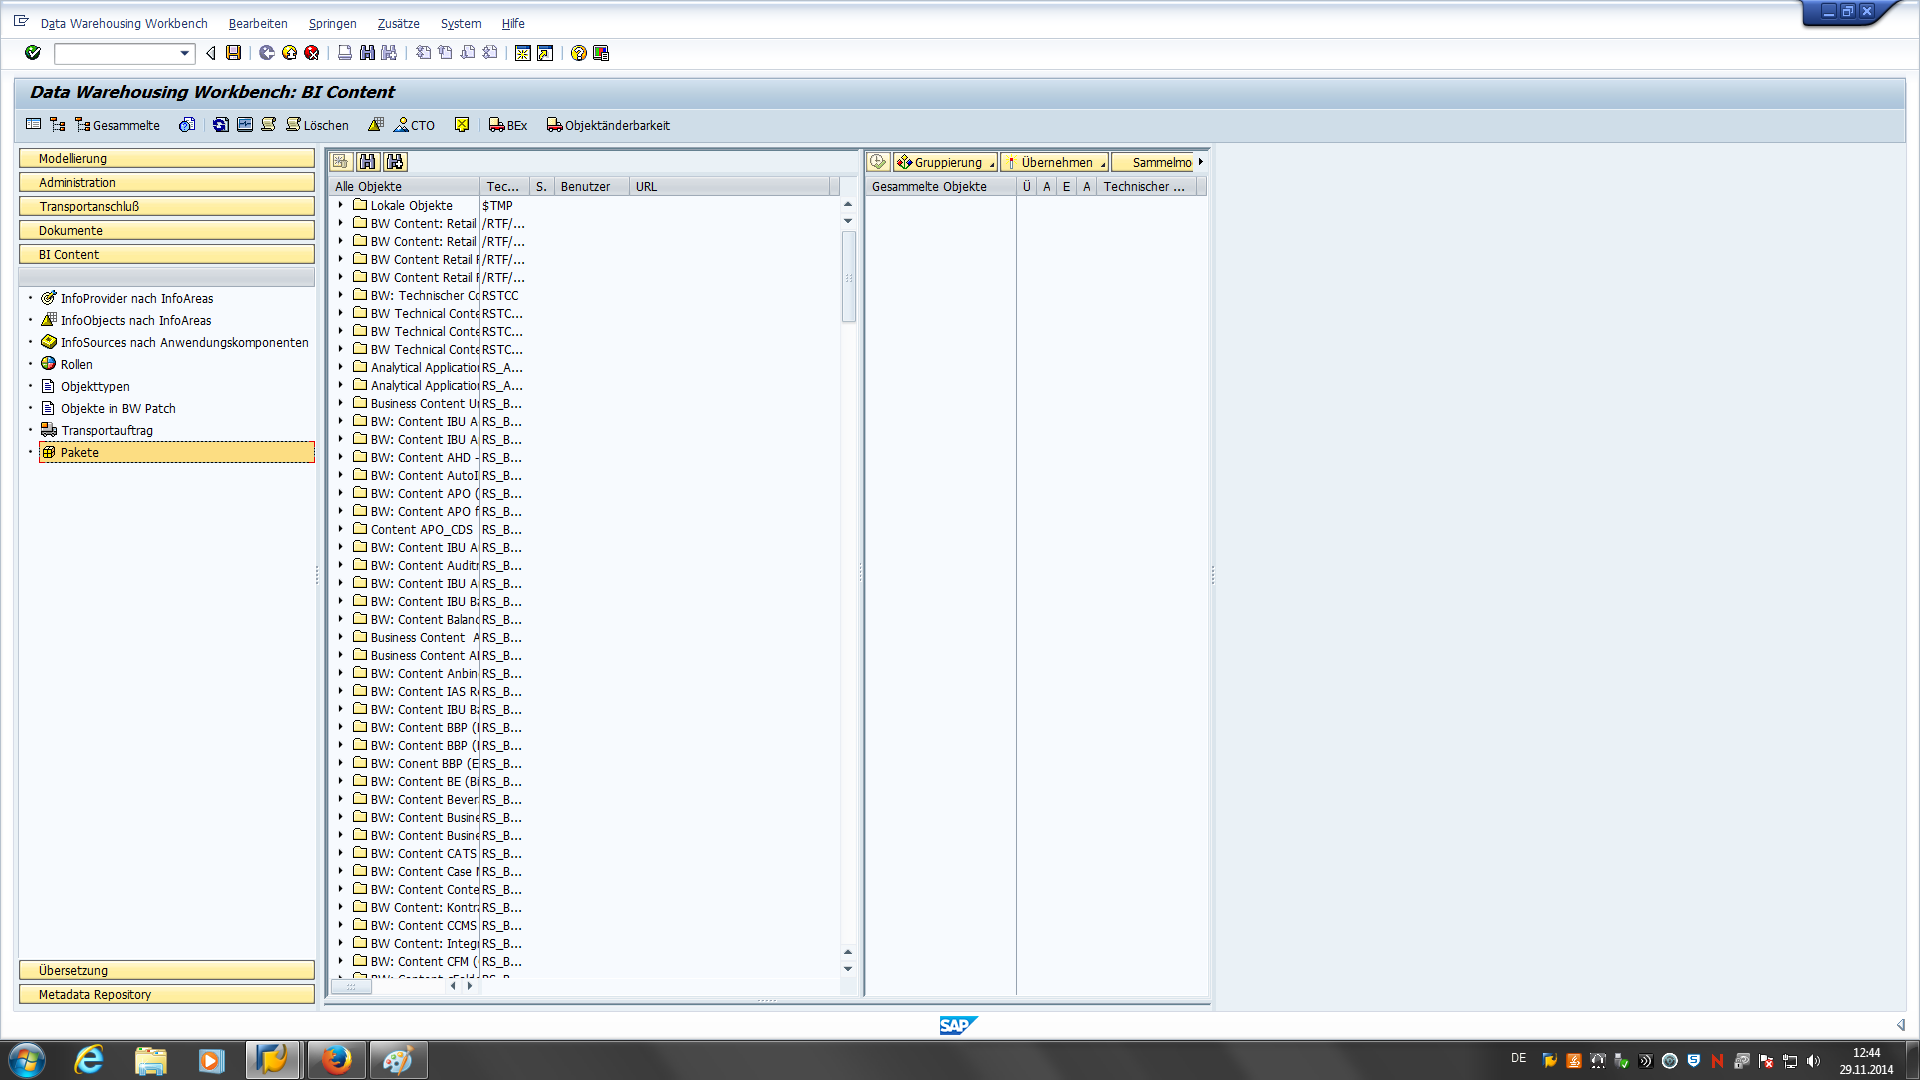 Data Warehousing Workbench Bearbeiten Springen Zusätze System Hilfe
Data Warehousing Workbench: BI Content
Gesammelte Löschen CTO BEx Objektänderbarkeit
Modellierung
Administration
Transportanschluß
Dokumente
BI Content
InfoProvider nach InfoAreas
InfoObjects nach InfoAreas
InfoSources nach Anwendungskomponenten
Rollen
Objekttypen
Objekte in BW Patch
Transportauftrag
Pakete
Übersetzung
Metadata Repository
Alle Objekte Tec... S. Benutzer URL
Lokale Objekte $TMP
BW Content: Retail /RTF/...
BW Content: Retail /RTF/...
BW Content Retail /RTF/...
BW Content Retail /RTF/...
BW: Technischer Co RSTCC
BW Technical Conte RSTC...
BW Technical Conte RSTC...
BW Technical Conte RSTC...
Analytical Application RS_A...
Analytical Application RS_A...
Business Content Un RS_B...
BW: Content IBU A RS_B...
BW: Content IBU A RS_B...
BW: Content AHD - RS_B...
BW: Content AutoI RS_B...
BW: Content APO ( RS_B...
BW: Content APO f RS_B...
Content APO_CDS RS_B...
BW: Content IBU A RS_B...
BW: Content Auditn RS_B...
BW: Content IBU A RS_B...
BW: Content IBU Ba RS_B...
BW: Content Balanc RS_B...
Business Content A RS_B...
Business Content Al RS_B...
BW: Content Anbin RS_B...
BW: Content IAS Re RS_B...
BW: Content IBU Ba RS_B...
BW: Content BBP ( RS_B...
BW: Content BBP ( RS_B...
BW: Conent BBP (E RS_B...
BW: Content BE (Bi RS_B...
BW: Content Bever RS_B...
BW: Content Busine RS_B...
BW: Content Busine RS_B...
BW: Content CATS RS_B...
BW: Content Case RS_B...
BW: Content Conte RS_B...
BW Content: Kontra RS_B...
BW: Content CCMS RS_B...
BW Content: Integr RS_B...
BW: Content CFM ( RS_B...
Gruppierung Übernehmen Sammelmo
Gesammelte Objekte Ü A E A Technischer ...
SAP
DE
12:44
29.11.2014